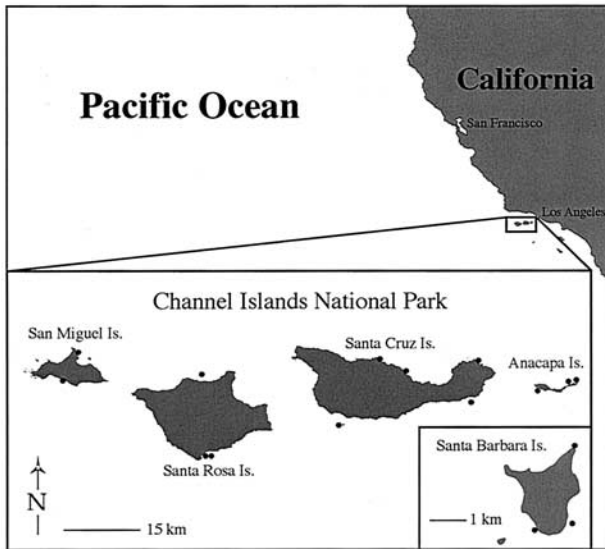 California
Pacific Ocean
San Francisco
Los Angeles
Channel Islands National Park
San Miguel Is.
Santa Cruz Is.
Anacapa Is.
Santa Rosa Is.
Santa Barbara Is.
N
15 km
1 km